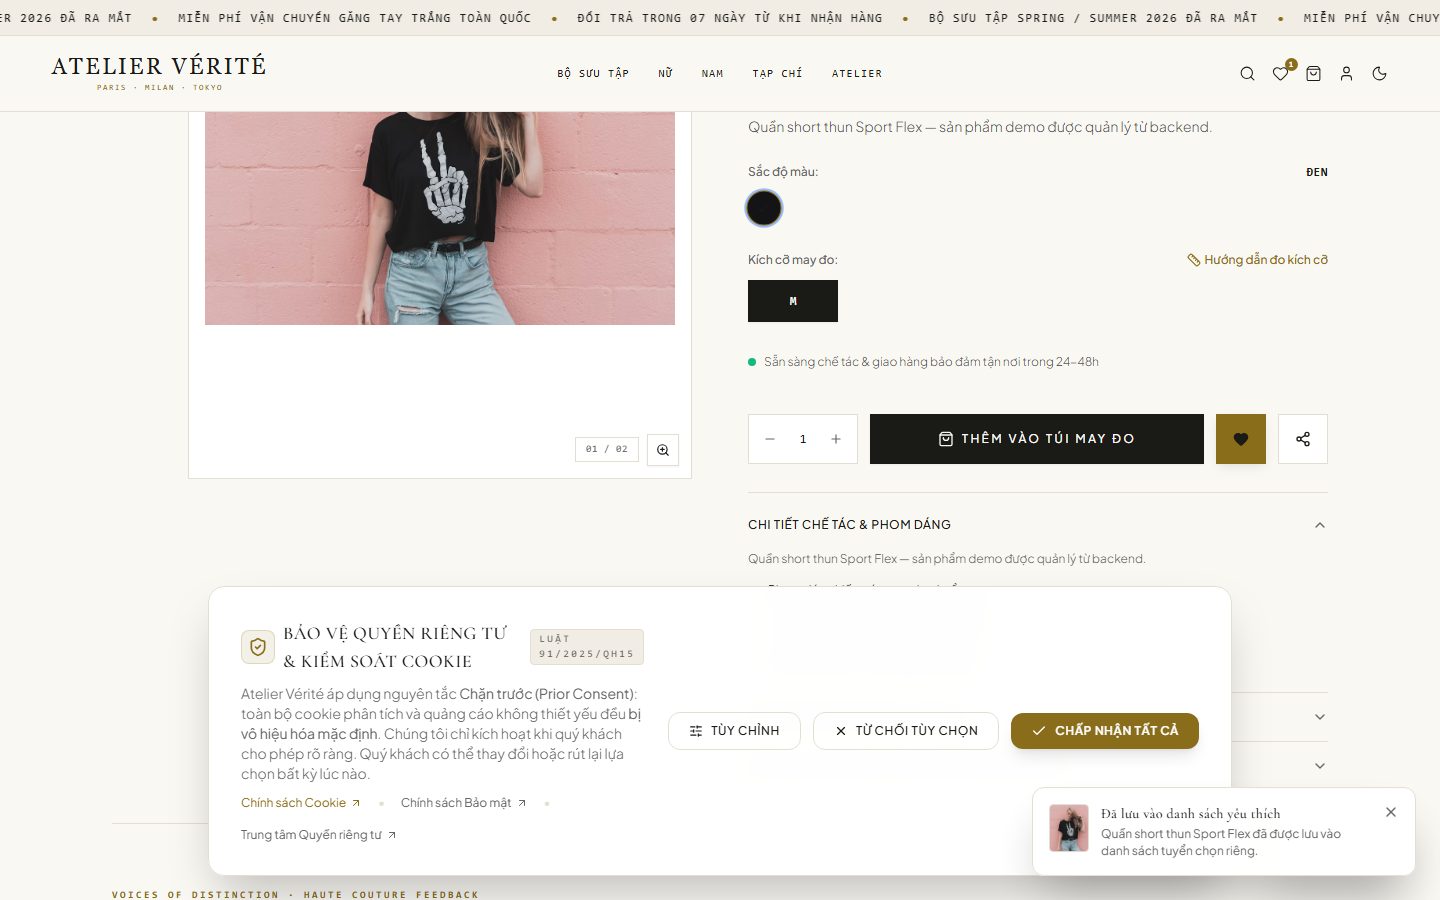 ER 2026 ĐÃ RA MẮT • MIỄN PHÍ VẬN CHUYỂN GĂNG TAY TRẮNG TOÀN QUỐC • ĐỔI TRẢ TRONG 07 NGÀY TỪ KHI NHẬN HÀNG • BỘ SƯU TẬP SPRING / SUMMER 2026 ĐÃ RA MẮT • MIỄN PHÍ VẬN CHUY
ATELIER VÉRITÉ
PARIS · MILAN · TOKYO
BỘ SƯU TẬP NỮ NAM TẠP CHÍ ATELIER
1
Quần short thun Sport Flex — sản phẩm demo được quản lý từ backend.
Sắc độ màu: ĐEN
Kích cỡ may đo: Hướng dẫn đo kích cỡ
M
Sẵn sàng chế tác & giao hàng bảo đảm tận nơi trong 24–48h
01 / 02
− 1 + THÊM VÀO TÚI MAY ĐO
CHI TIẾT CHẾ TÁC & PHOM DÁNG
Quần short thun Sport Flex — sản phẩm demo được quản lý từ backend.
BẢO VỆ QUYỀN RIÊNG TƯ
& KIỂM SOÁT COOKIE
LUẬT
91/2025/QH15
Atelier Vérité áp dụng nguyên tắc Chặn trước (Prior Consent):
toàn bộ cookie phân tích và quảng cáo không thiết yếu đều bị
vô hiệu hóa mặc định. Chúng tôi chỉ kích hoạt khi quý khách
cho phép rõ ràng. Quý khách có thể thay đổi hoặc rút lại lựa
chọn bất kỳ lúc nào.
Chính sách Cookie • Chính sách Bảo mật •
Trung tâm Quyền riêng tư
TÙY CHỈNH
TỪ CHỐI TÙY CHỌN
CHẤP NHẬN TẤT CẢ
Đã lưu vào danh sách yêu thích
Quần short thun Sport Flex đã được lưu vào
danh sách tuyển chọn riêng.
VOICES OF DISTINCTION · HAUTE COUTURE FEEDBACK